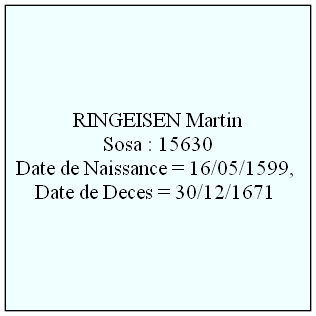 RINGEISEN Martin
Sosa : 15630
Date de Naissance = 16/05/1599,
Date de Deces = 30/12/1671